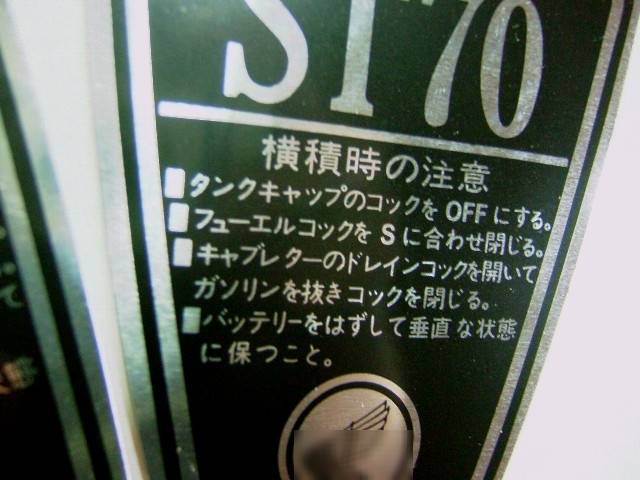 ST70
横積時の注意
タンクキャップのコックをOFFにする。
フューエルコックをSに合わせ閉じる。
キャブレターのドレインコックを開いて
ガソリンを抜きコックを閉じる。
バッテリーをはずして垂直な状態
に保つこと。